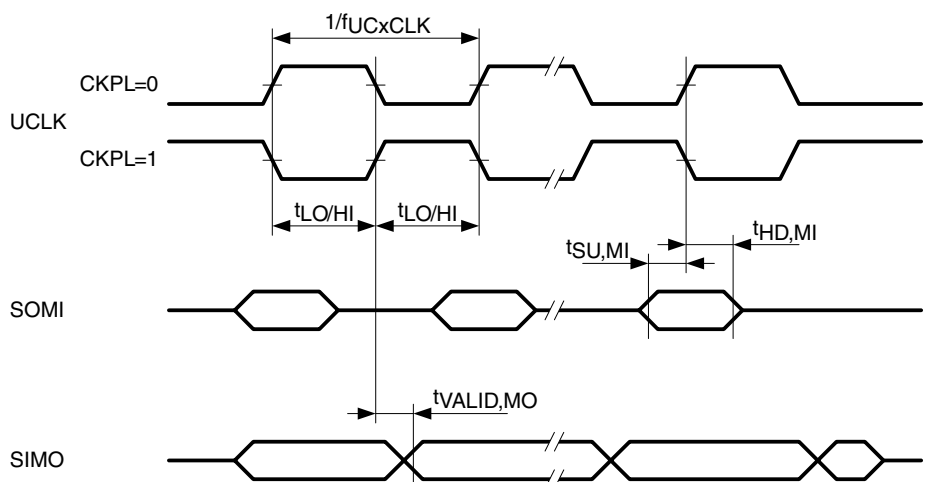 1/fUCxCLK
CKPL=0
UCLK
CKPL=1
tLO/HI tLO/HI
tHD,MI
tSU,MI
SOMI
tVALID,MO
SIMO